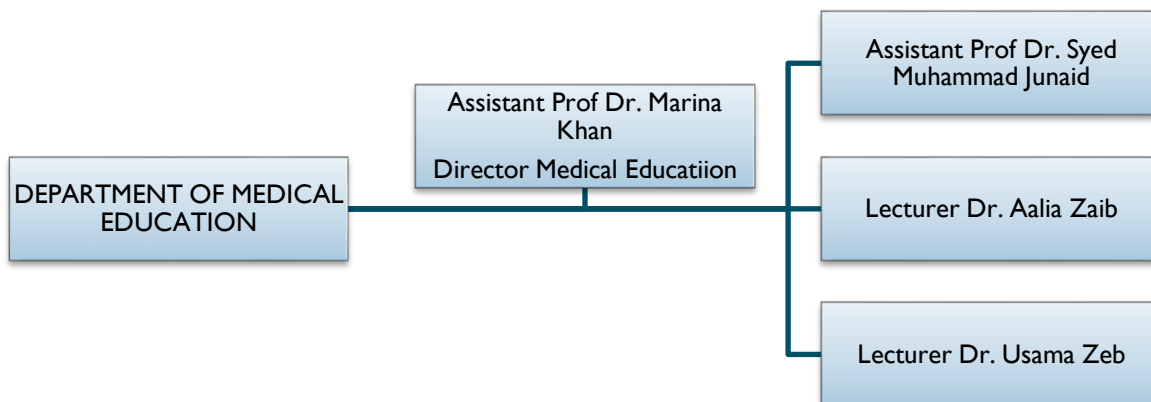 DEPARTMENT OF MEDICAL
EDUCATION
Assistant Prof Dr. Marina
Khan
Director Medical Educatiion
Assistant Prof Dr. Syed
Muhammad Junaid
Lecturer Dr. Aalia Zaib
Lecturer Dr. Usama Zeb